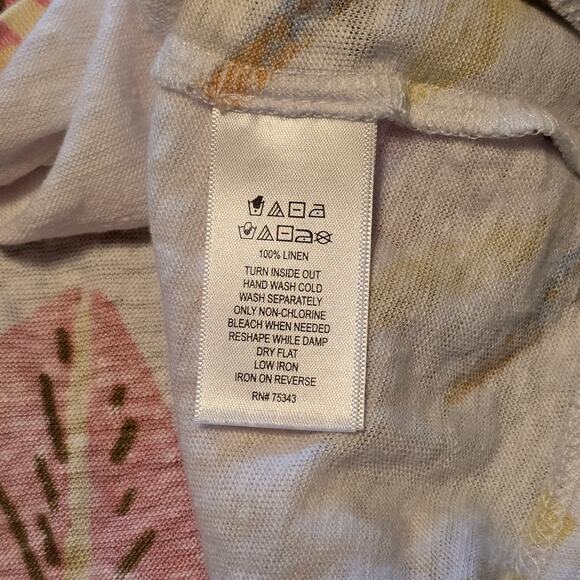 100% LINEN
TURN INSIDE OUT
HAND WASH COLD
WASH SEPARATELY
ONLY NON-CHLORINE
BLEACH WHEN NEEDED
RESHAPE WHILE DAMP
DRY FLAT
LOW IRON
IRON ON REVERSE
RN# 75343